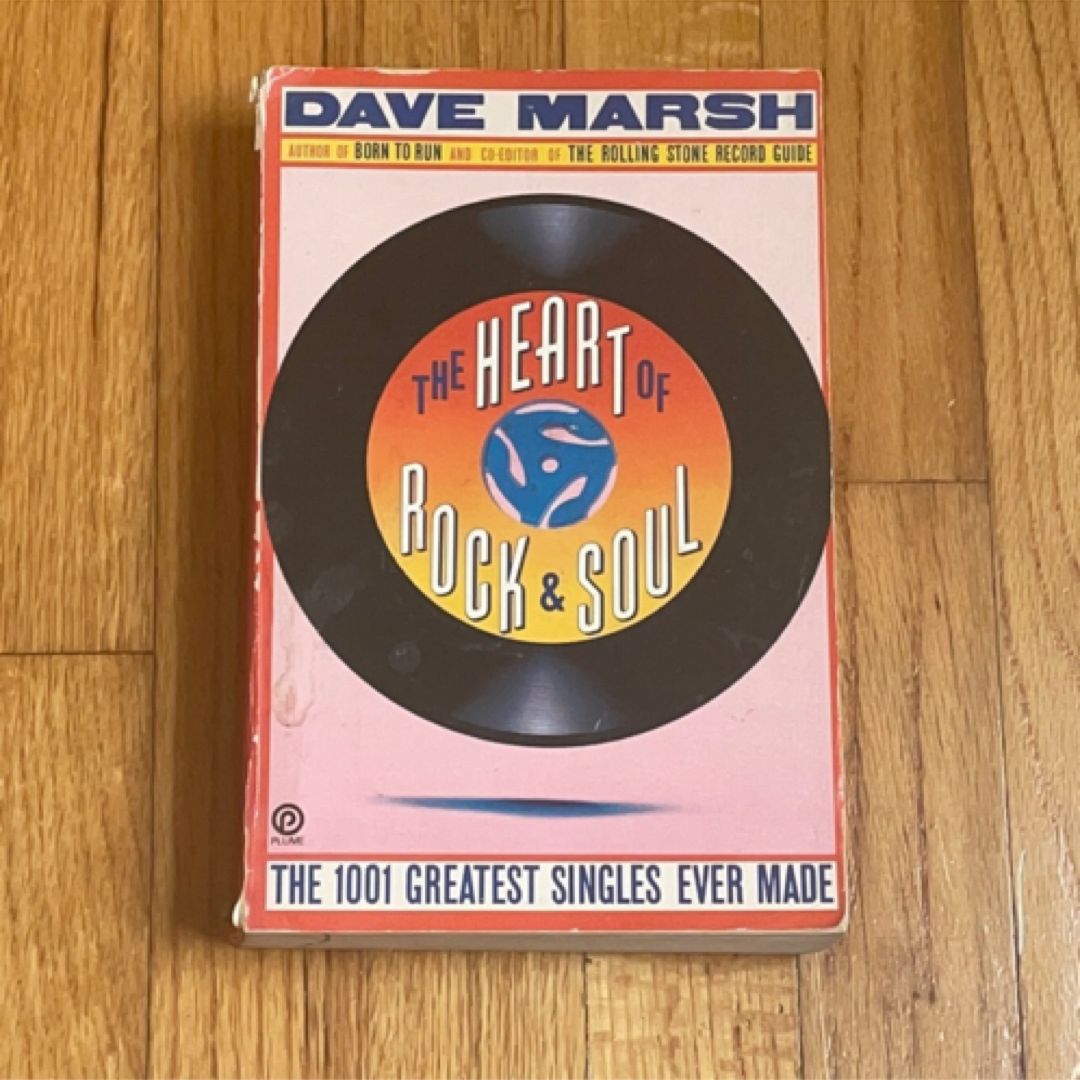 DAVE MARSH
AUTHOR OF BORN TO RUN AND CO-EDITOR OF THE ROLLING STONE RECORD GUIDE
THE HEART OF
ROCK & SOUL
PLUME
THE 1001 GREATEST SINGLES EVER MADE